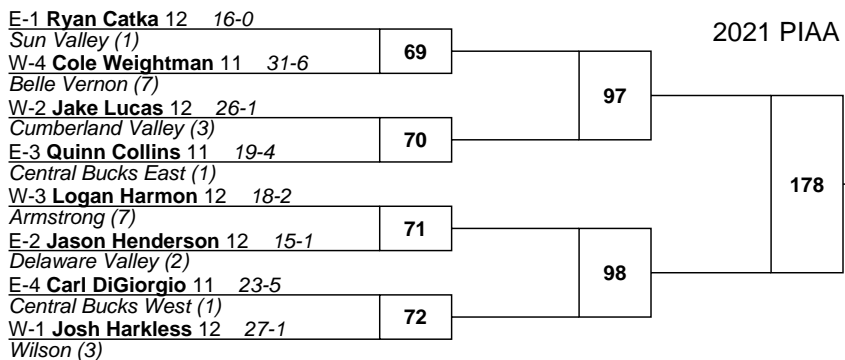 E-1 Ryan Catka 12 16-0
2021 PIAA
Sun Valley (1)
69
W-4 Cole Weightman 11 31-6
Belle Vernon (7)
97
W-2 Jake Lucas 12 26-1
Cumberland Valley (3)
70
E-3 Quinn Collins 11 19-4
Central Bucks East (1)
178
W-3 Logan Harmon 12 18-2
Armstrong (7)
71
E-2 Jason Henderson 12 15-1
Delaware Valley (2)
98
E-4 Carl DiGiorgio 11 23-5
Central Bucks West (1)
72
W-1 Josh Harkless 12 27-1
Wilson (3)